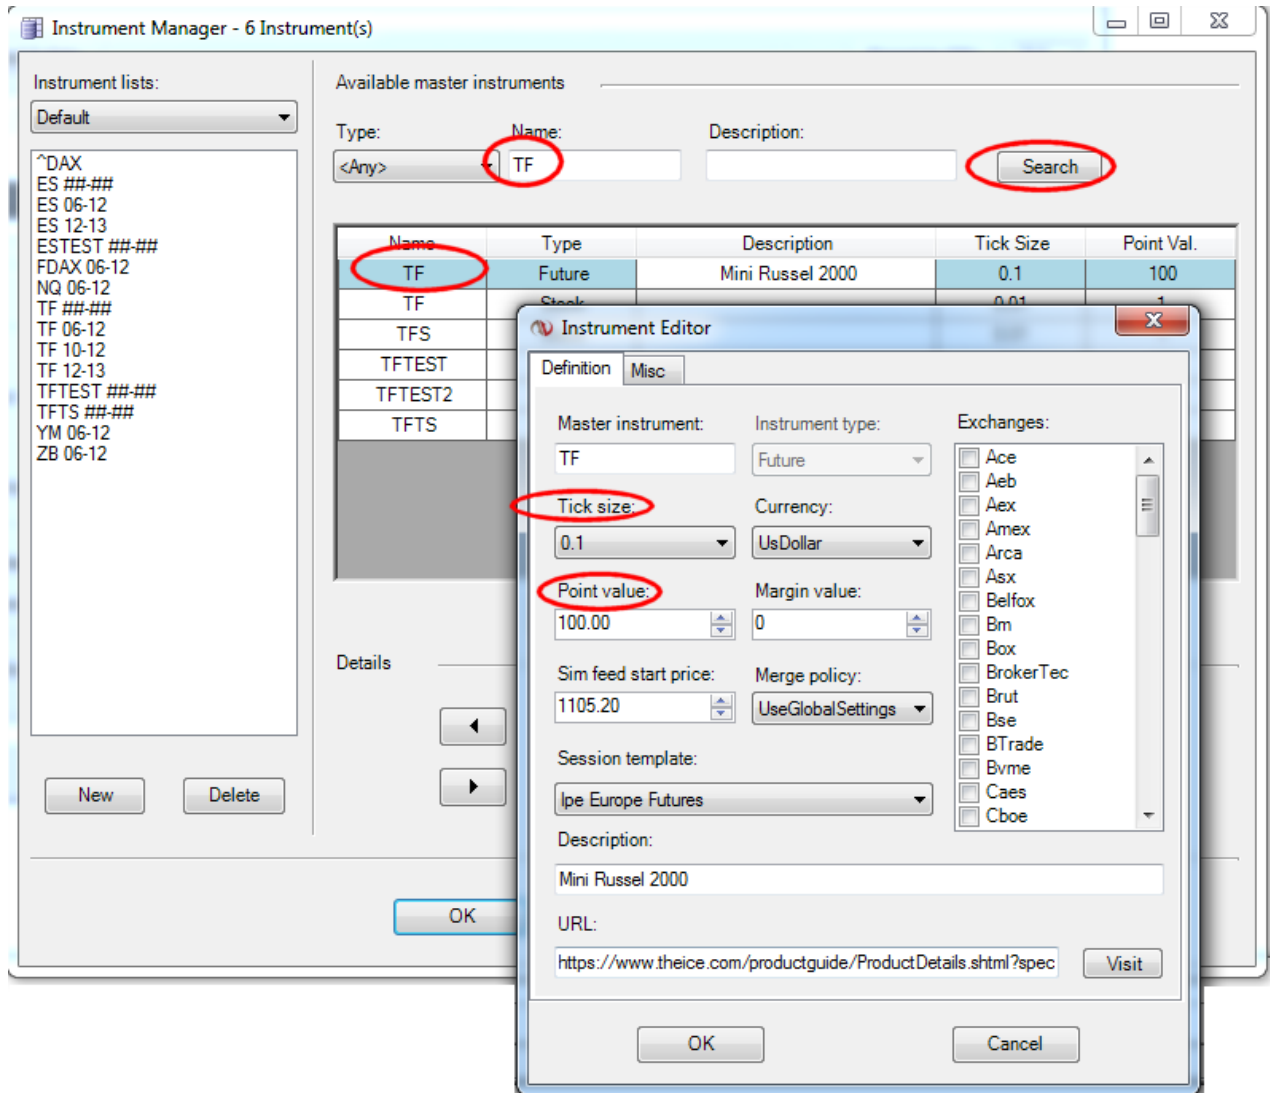 Instrument Manager - 6 Instrument(s)
Instrument lists:
Default
^DAX
ES ##-##
ES 06-12
ES 12-13
ESTEST ##-##
FDAX 06-12
NQ 06-12
TF ##-##
TF 06-12
TF 10-12
TF 12-13
TFTEST ##-##
TFTS ##-##
YM 06-12
ZB 06-12
New Delete
Available master instruments
Type: Name: Description:
<Any> TF Search
Name Type Description Tick Size Point Val.
TF Future Mini Russel 2000 0.1 100
TF Stock 0.01 1
TFS
TFTEST
TFTEST2
TFTS
Details
OK
Instrument Editor
Definition Misc
Master instrument: Instrument type:
TF Future
Tick size: Currency:
0.1 UsDollar
Point value: Margin value:
100.00 0
Sim feed start price: Merge policy:
1105.20 UseGlobalSettings
Session template:
Ipe Europe Futures
Exchanges:
Ace
Aeb
Aex
Amex
Arca
Asx
Belfox
Bm
Box
BrokerTec
Brut
Bse
BTrade
Bvme
Caes
Cboe
Description:
Mini Russel 2000
URL:
https://www.theice.com/productguide/ProductDetails.shtml?spec Visit
OK Cancel